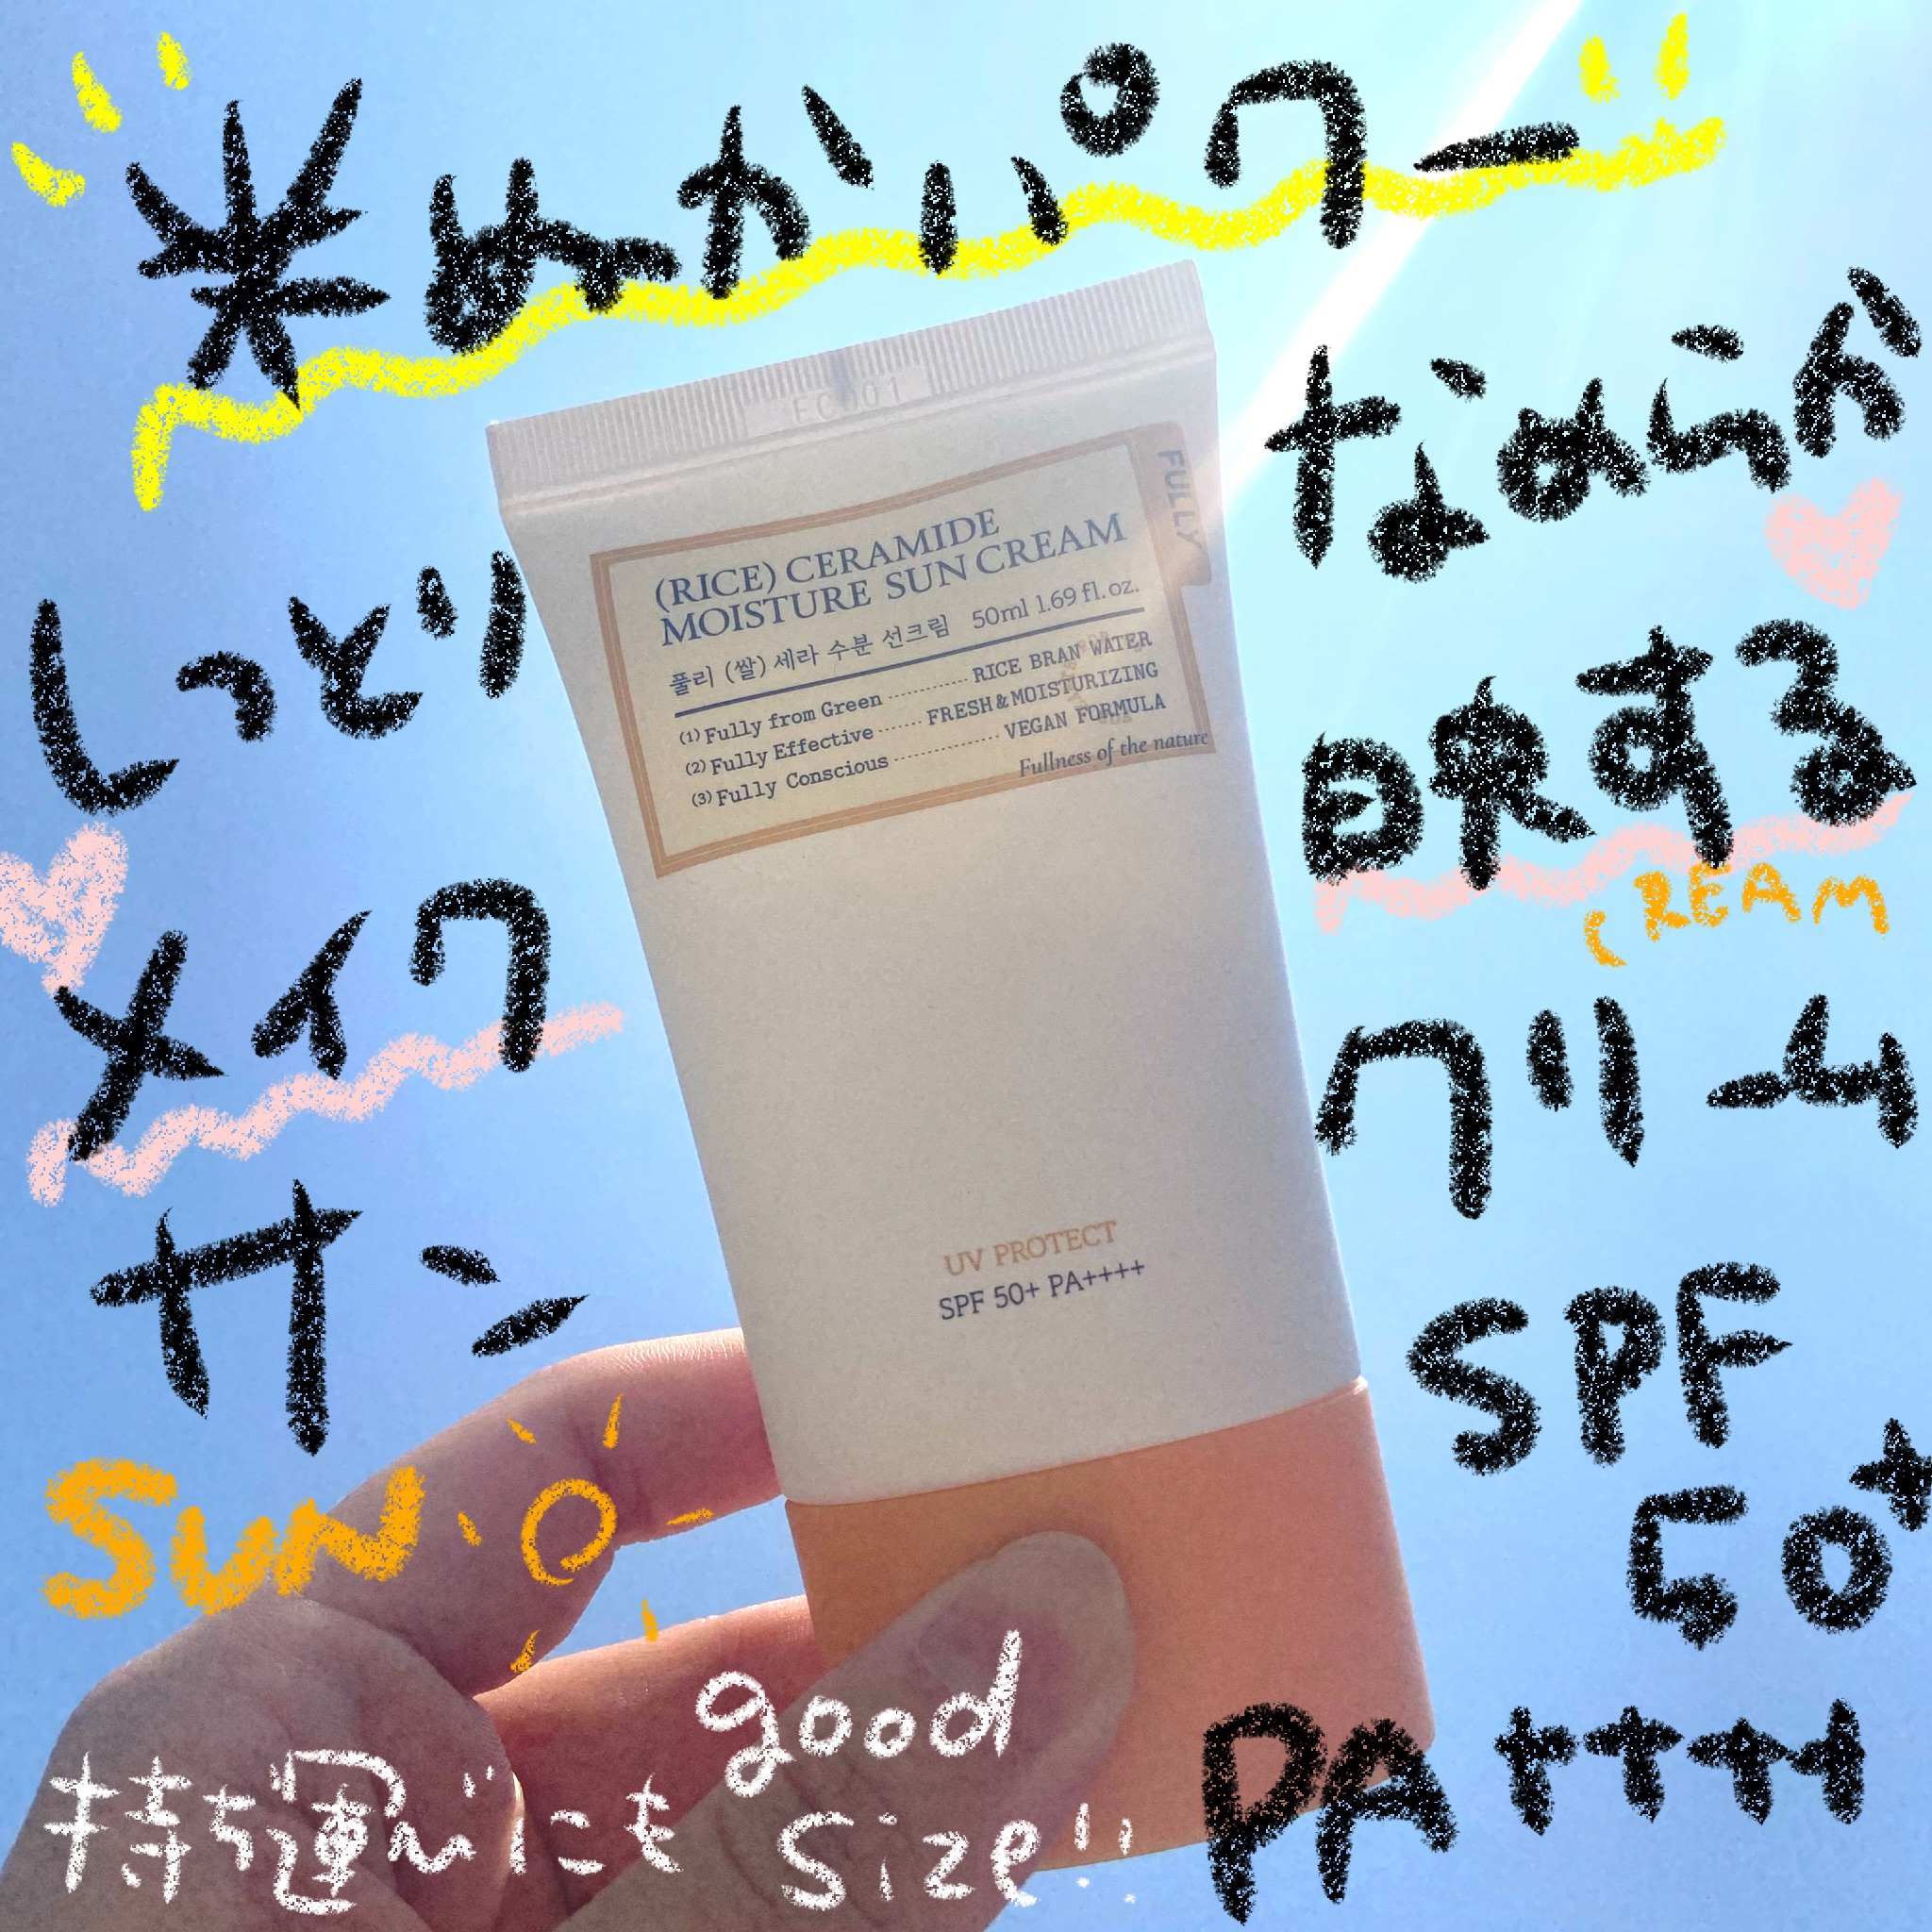 米ぬかパワー
なめらか
しっとり
即する
CREAM
メイク
クリーム
サン
SUN
SPF
50+
PA++++
持ち運びにも
good
size!!
EC001
FULLY
(RICE) CERAMIDE
MOISTURE SUN CREAM
풀리 (쌀) 세라 수분 선크림 50ml 1.69 fl. oz.
(1) Fully from Green ............ RICE BRAN WATER
(2) Fully Effective ...... FRESH & MOISTURIZING
(3) Fully Conscious ............ VEGAN FORMULA
Fullness of the nature
UV PROTECT
SPF 50+ PA++++